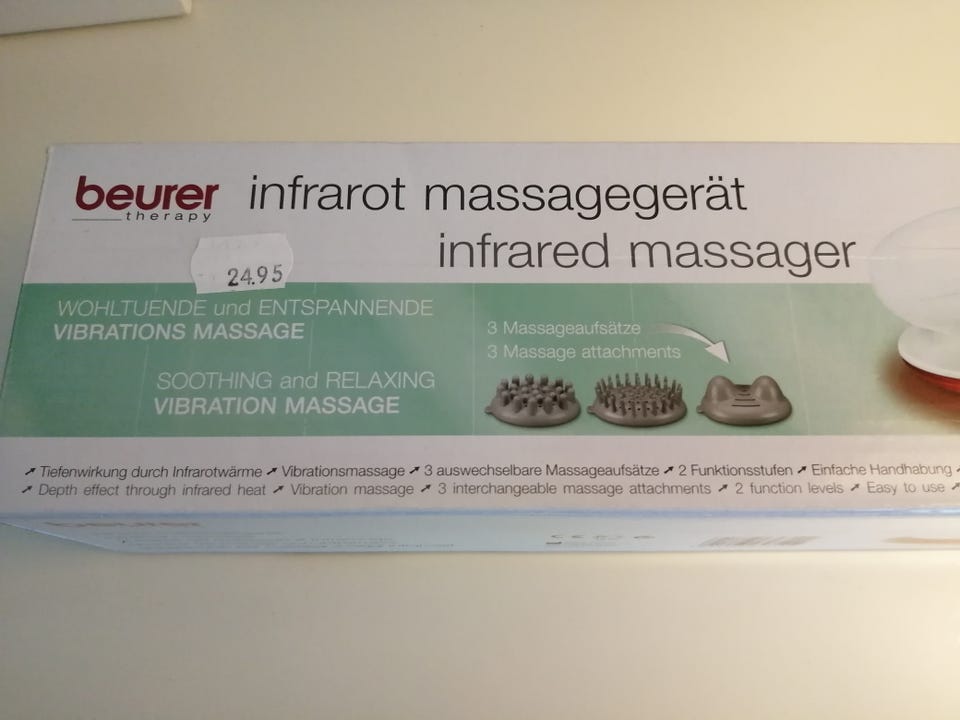 beurer
therapy
infrarot massagegerät
infrared massager
24.95
WOHLTUENDE und ENTSPANNENDE
VIBRATIONS MASSAGE
SOOTHING and RELAXING
VIBRATION MASSAGE
3 Massageaufsätze
3 Massage attachments
➚ Tiefenwirkung durch Infrarotwärme ➚ Vibrationsmassage ➚ 3 auswechselbare Massageaufsätze ➚ 2 Funktionsstufen ➚ Einfache Handhabung
➚ Depth effect through infrared heat ➚ Vibration massage ➚ 3 interchangeable massage attachments ➚ 2 function levels ➚ Easy to use ➚
beurer